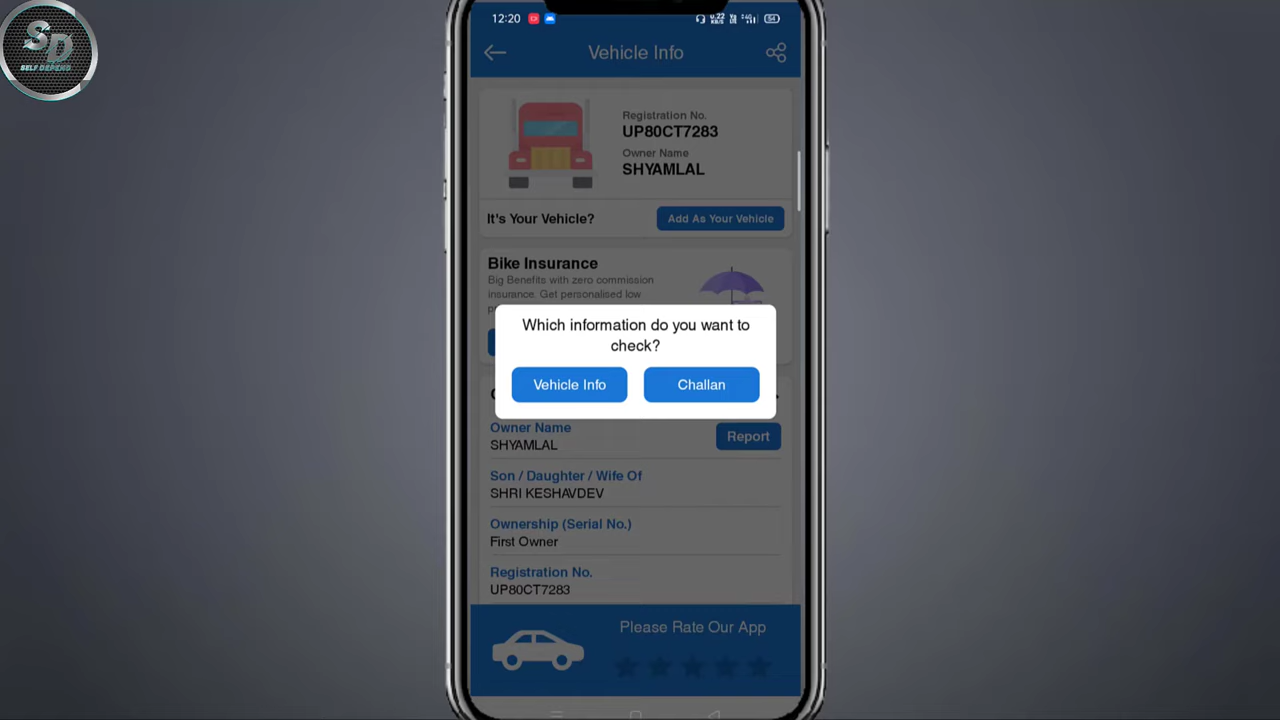 SD
12:20
54
Vehicle Info
Registration No.
UP80CT7283
Owner Name
SHYAMLAL
It's Your Vehicle?
Add As Your Vehicle
Bike Insurance
Big Benefits with zero commission
insurance. Get personalised low
Which information do you want to
check?
Vehicle Info
Challan
Owner Name
SHYAMLAL
Report
Son / Daughter / Wife Of
SHRI KESHAVDEV
Ownership (Serial No.)
First Owner
Registration No.
UP80CT7283
Please Rate Our App